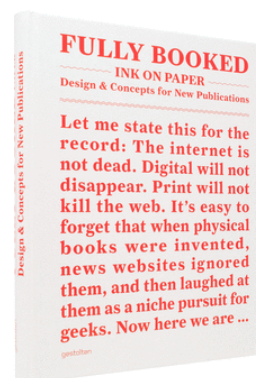 Design & Concepts for New Publications
FULLY BOOKED
INK ON PAPER
Design & Concepts for New Publications
Let me state this for the
record: The internet is
not dead. Digital will not
disappear. Print will not
kill the web. It's easy to
forget that when physical
books were invented,
news websites ignored
them, and then laughed at
them as a niche pursuit for
geeks. Now here we are ...
gestalten